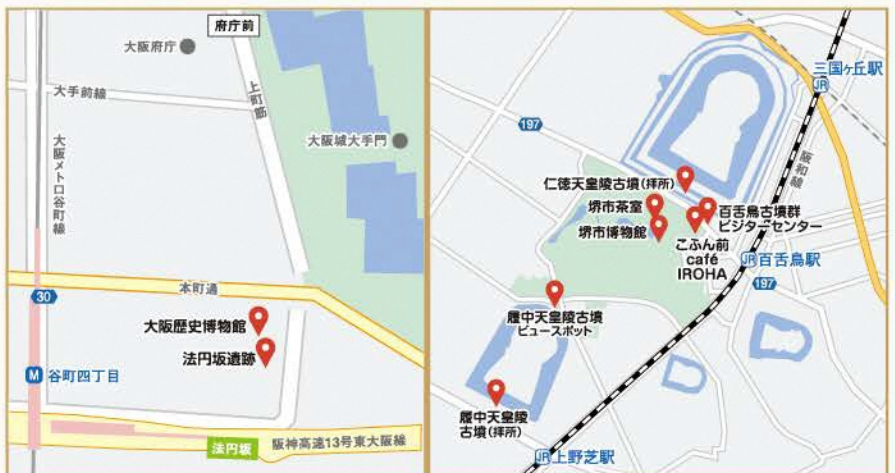 府庁前
大阪府庁
大手前線
上町筋
大阪城大手門
大阪メトロ谷町線
30
本町通
大阪歴史博物館
法円坂遺跡
M 谷町四丁目
法円坂
阪神高速13号東大阪線
三国ヶ丘駅
JR
197
阪和線
仁徳天皇陵古墳(拝所)
堺市茶室
堺市博物館
百舌鳥古墳群
ビジターセンター
こふん前
café
IROHA
JR百舌鳥駅
197
履中天皇陵古墳
ビュースポット
履中天皇陵
古墳(拝所)
JR上野芝駅